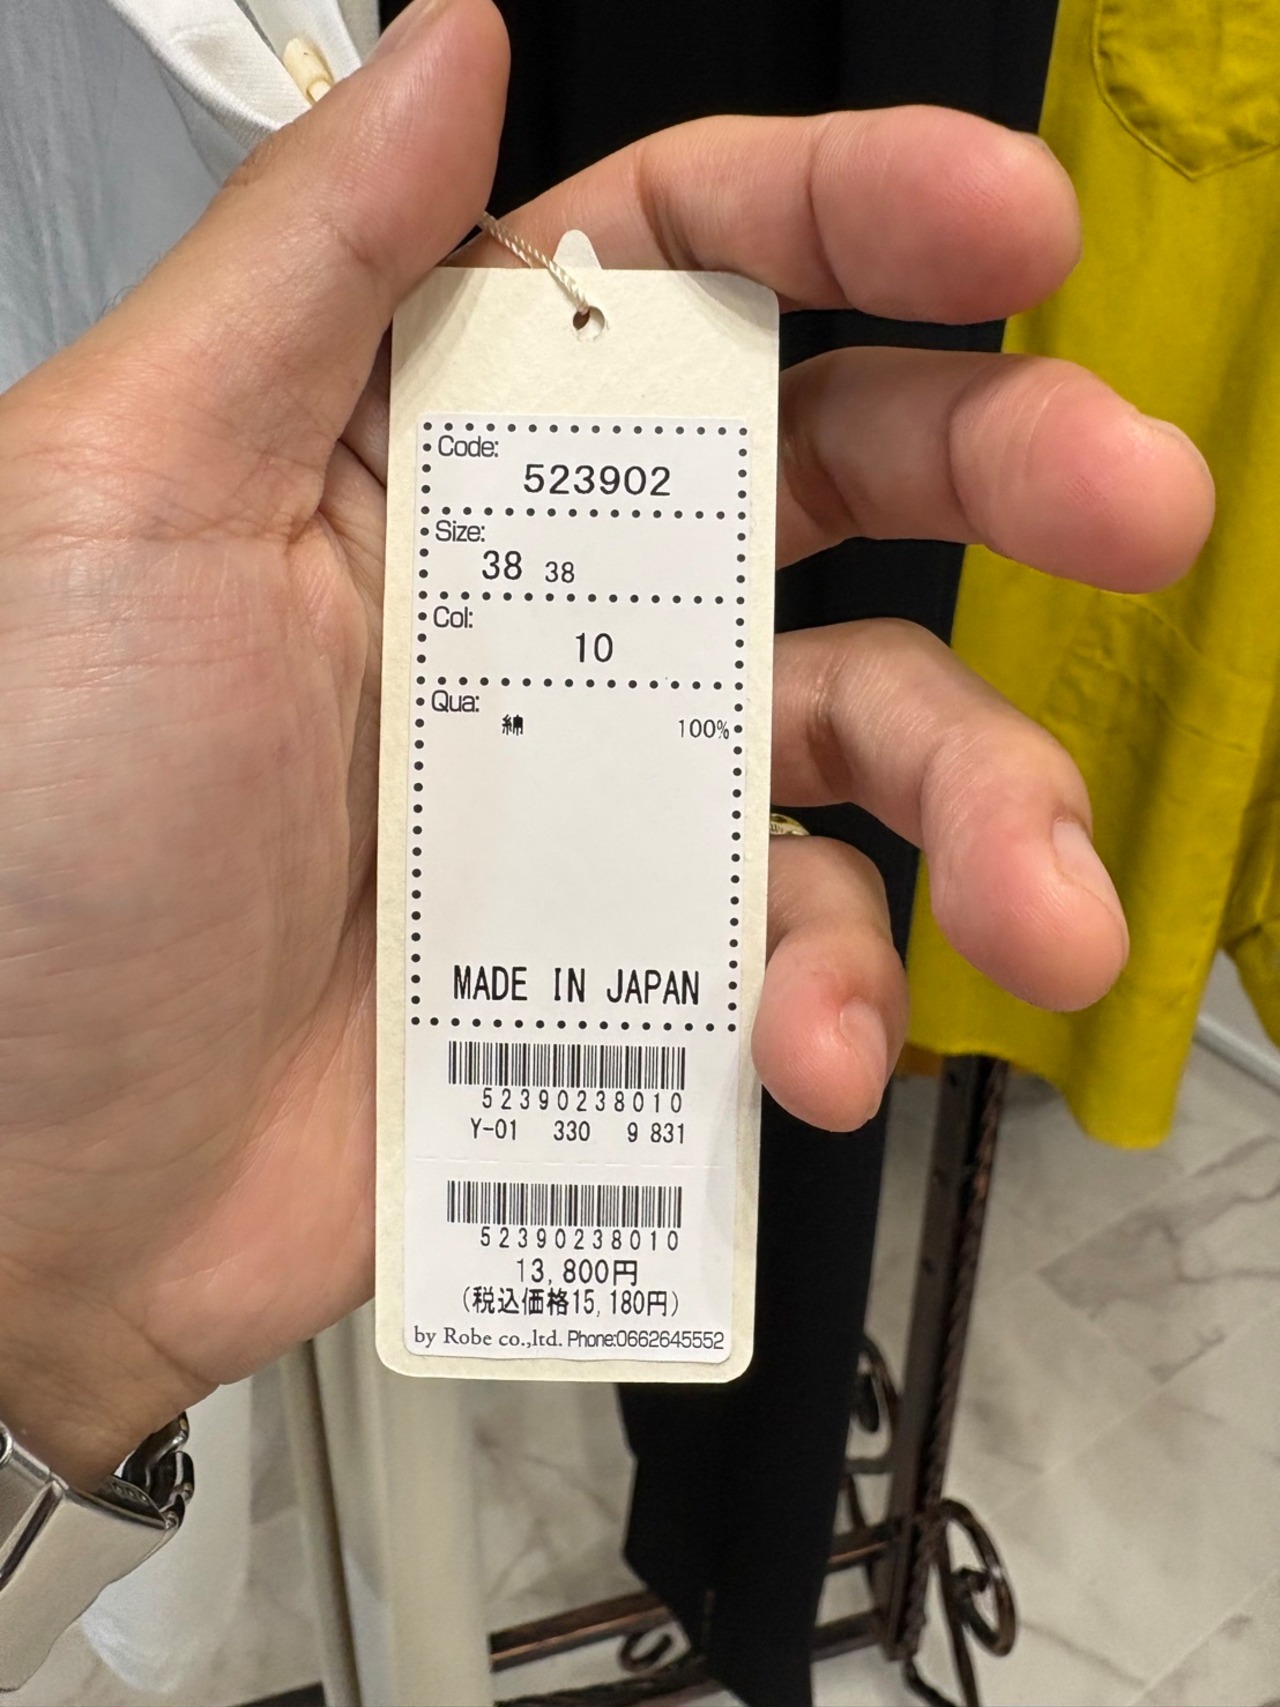 Code:
523902
Size:
38 38
Col:
10
Qua:
綿 100%
MADE IN JAPAN
52390238010
Y-01 330 9 831
52390238010
13,800円
(税込価格15,180円)
by Robe co.,ltd. Phone:0662645552